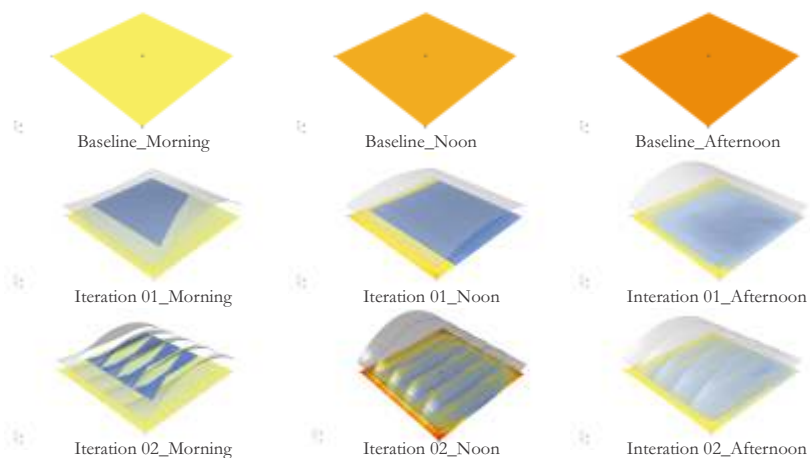 Baseline_Morning
Baseline_Noon
Baseline_Afternoon
Iteration 01_Morning
Iteration 01_Noon
Interation 01_Afternoon
Iteration 02_Morning
Iteration 02_Noon
Interation 02_Afternoon